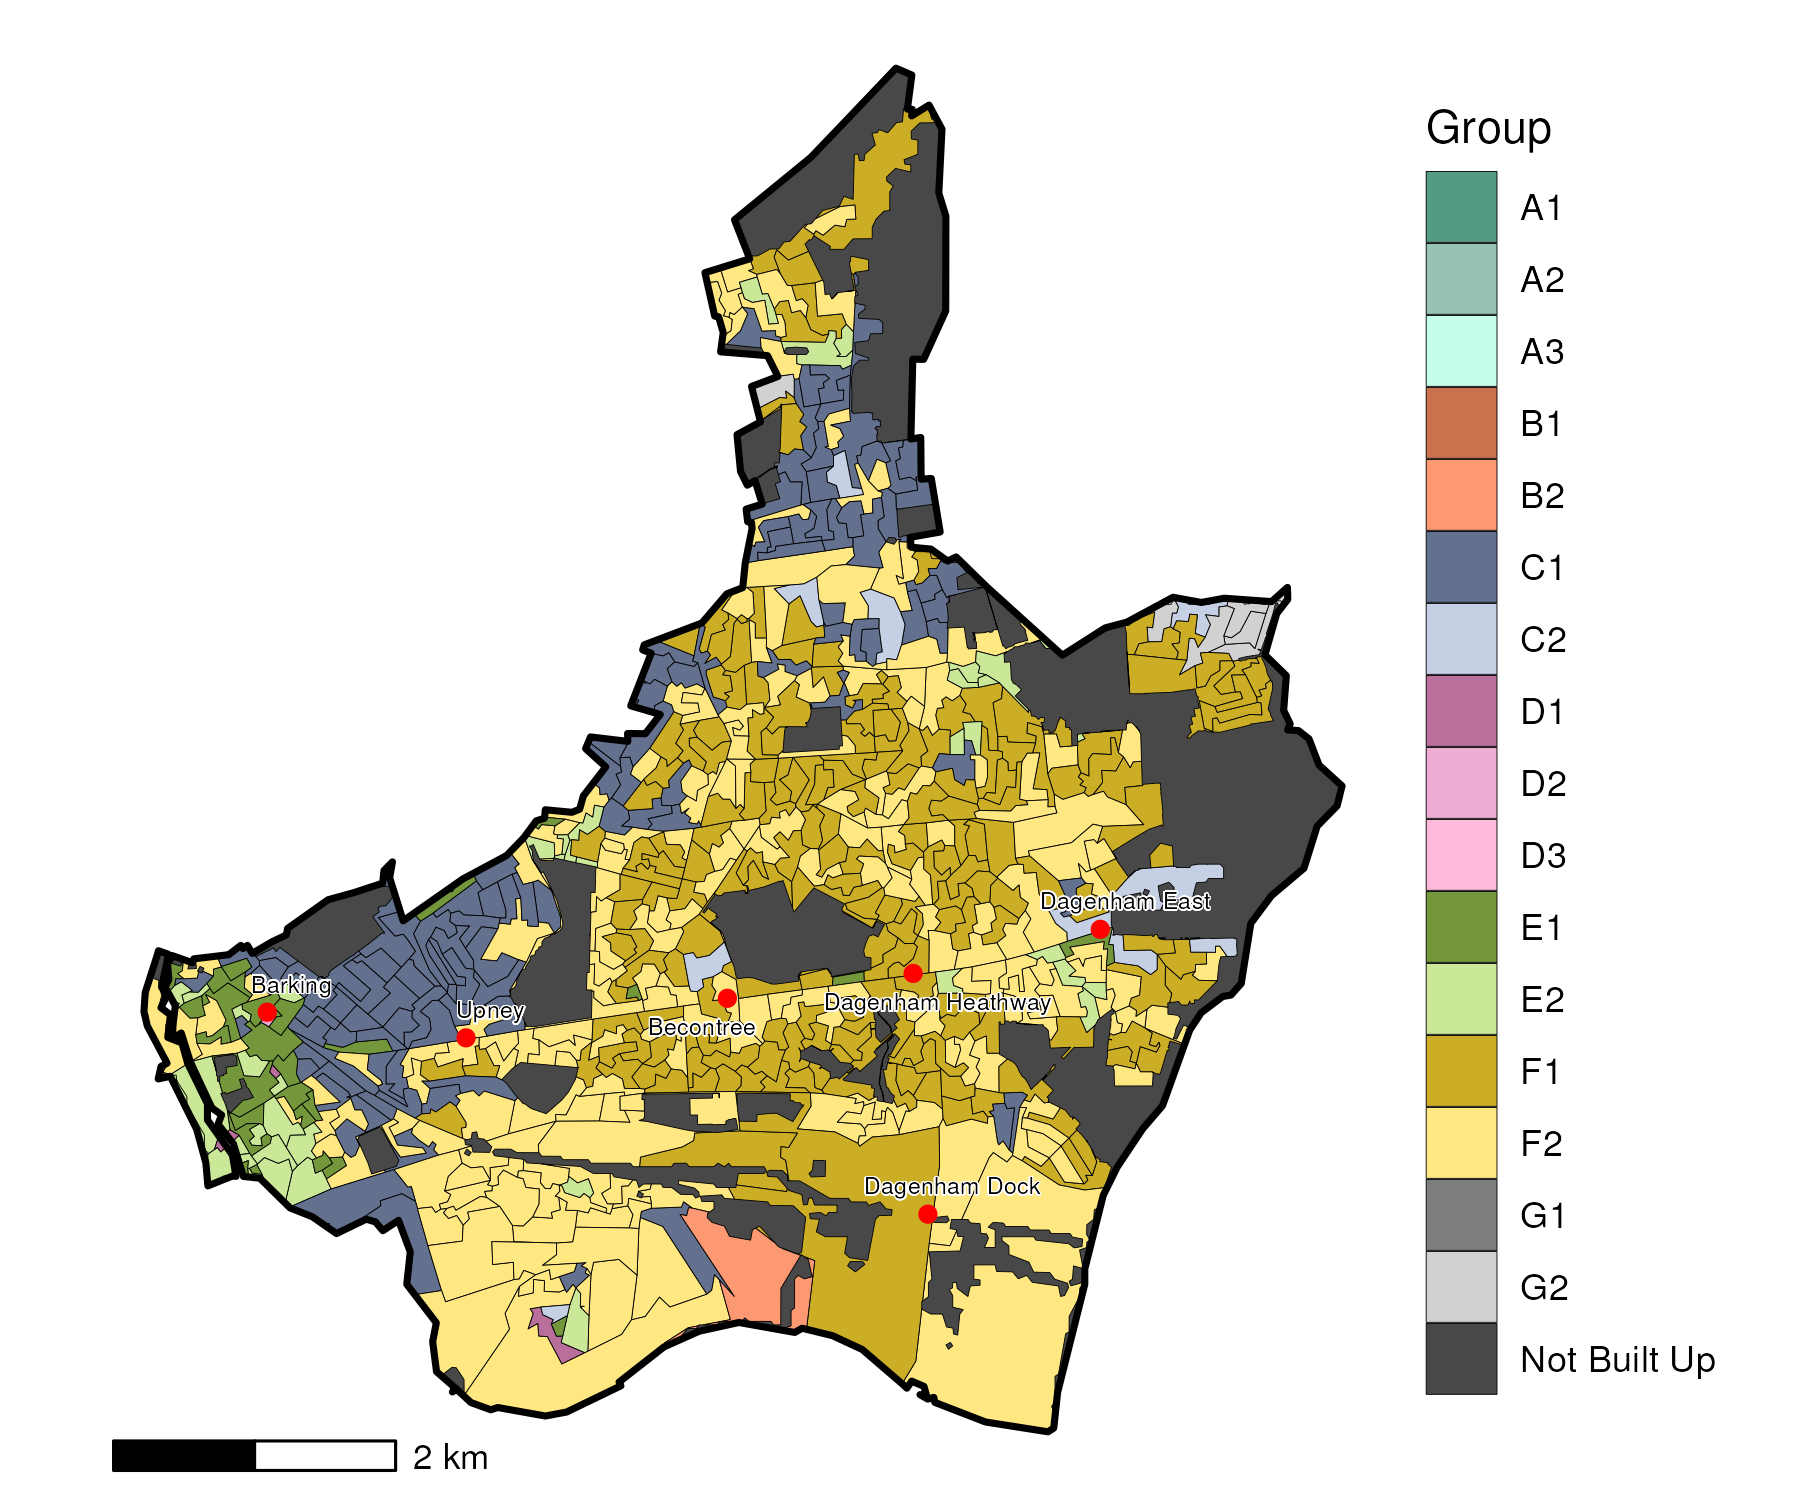 Group
A1
A2
A3
B1
B2
C1
C2
D1
D2
D3
E1
E2
F1
F2
G1
G2
Not Built Up
Dagenham East
Barking
Upney
Dagenham Heathway
Becontree
Dagenham Dock
2 km